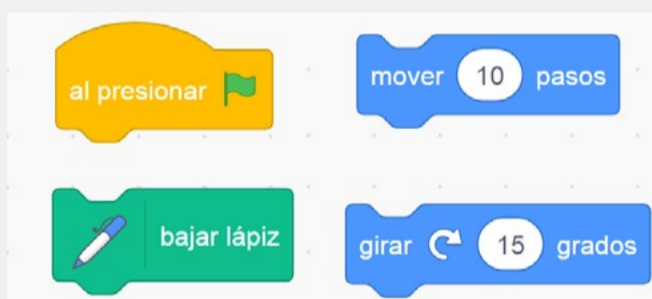 al presionar
mover 10 pasos
bajar lápiz
girar 15 grados